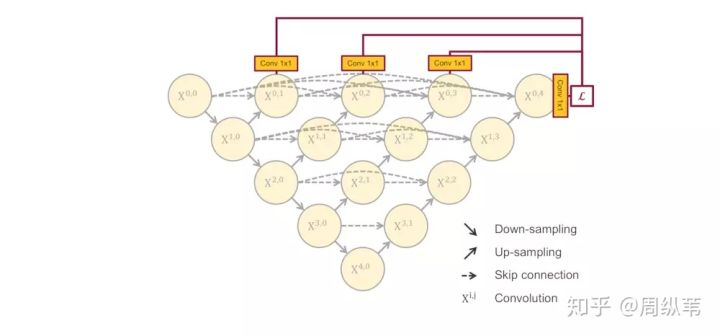 Conv 1x1
Conv 1x1
Conv 1x1
X^0,0
X^0,1
X^0,2
X^0,3
X^0,4
Conv 1x1
ℒ
X^1,0
X^1,1
X^1,2
X^1,3
X^2,0
X^2,1
X^2,2
X^3,0
X^3,1
X^4,0
Down-sampling
Up-sampling
Skip connection
X^i,j Convolution
知乎 @周纵苇